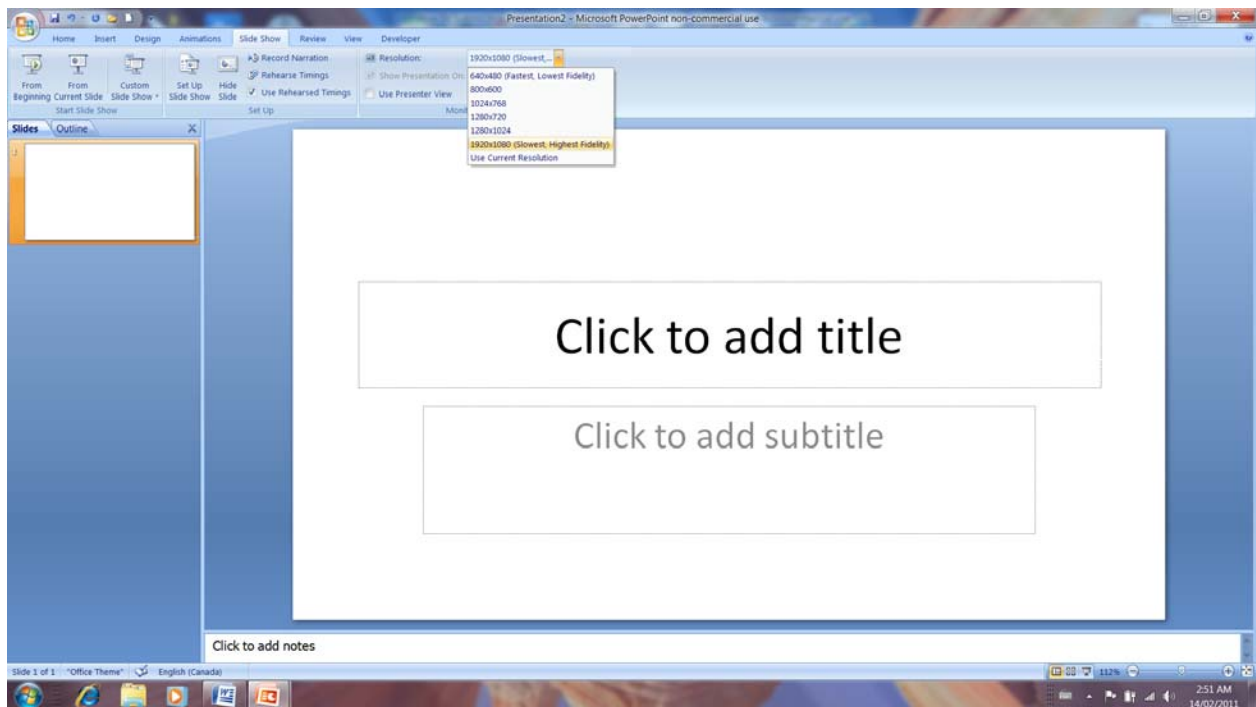 Presentation2 - Microsoft PowerPoint non-commercial use
Home Insert Design Animations Slide Show Review View Developer
From Beginning
From Current Slide
Custom Slide Show
Start Slide Show
Set Up Slide Show
Hide Slide
Record Narration
Rehearse Timings
Use Rehearsed Timings
Set Up
Resolution: 1920x1080 (Slowest,...
Show Presentation On:
Use Presenter View
Moni
640x480 (Fastest, Lowest Fidelity)
800x600
1024x768
1280x720
1280x1024
1920x1080 (Slowest, Highest Fidelity)
Use Current Resolution
Slides Outline
1
Click to add title
Click to add subtitle
Click to add notes
Slide 1 of 1 "Office Theme" English (Canada) 112%
2:51 AM
14/02/2011